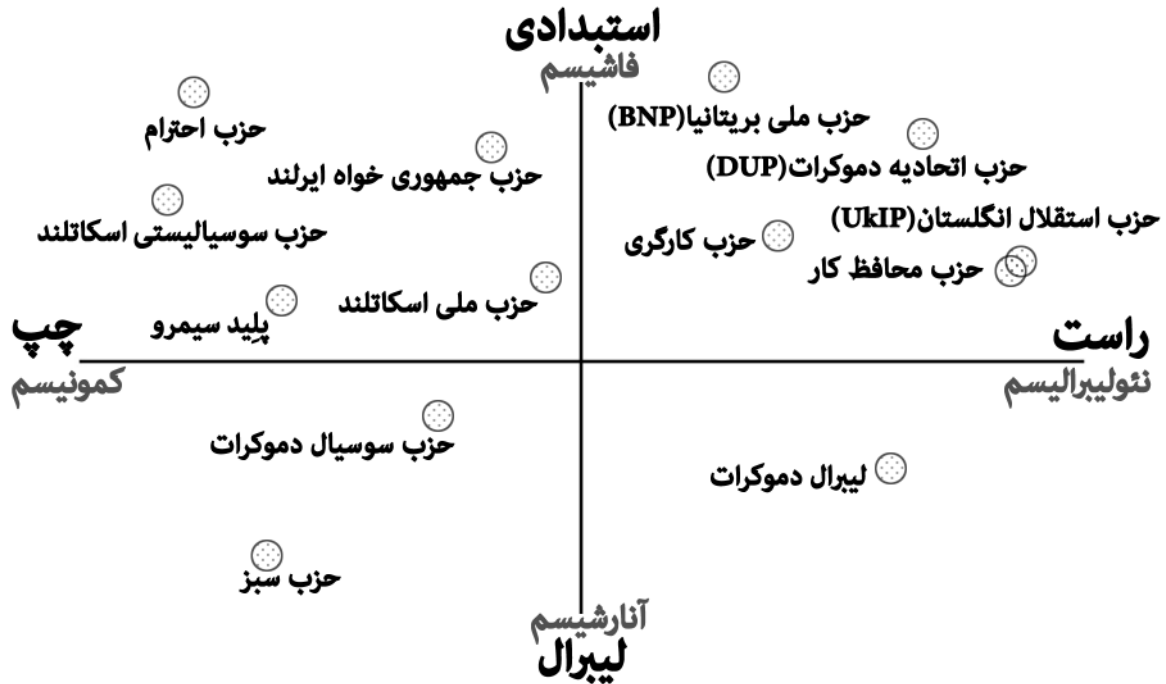 استبدادی
فاشیسم
حزب ملی بریتانیا(BNP)
حزب احترام
حزب اتحادیه دموکرات(DUP)
حزب جمهوری خواه ایرلند
حزب استقلال انگلستان(UkIP)
حزب سوسیالیستی اسکاتلند
حزب کارگری
حزب محافظ کار
حزب ملی اسکاتلند
پلِید سیمرو
راست
چپ
نئولیبرالیسم
کمونیسم
حزب سوسیال دموکرات
لیبرال دموکرات
حزب سبز
آنارشیسم
لیبرال